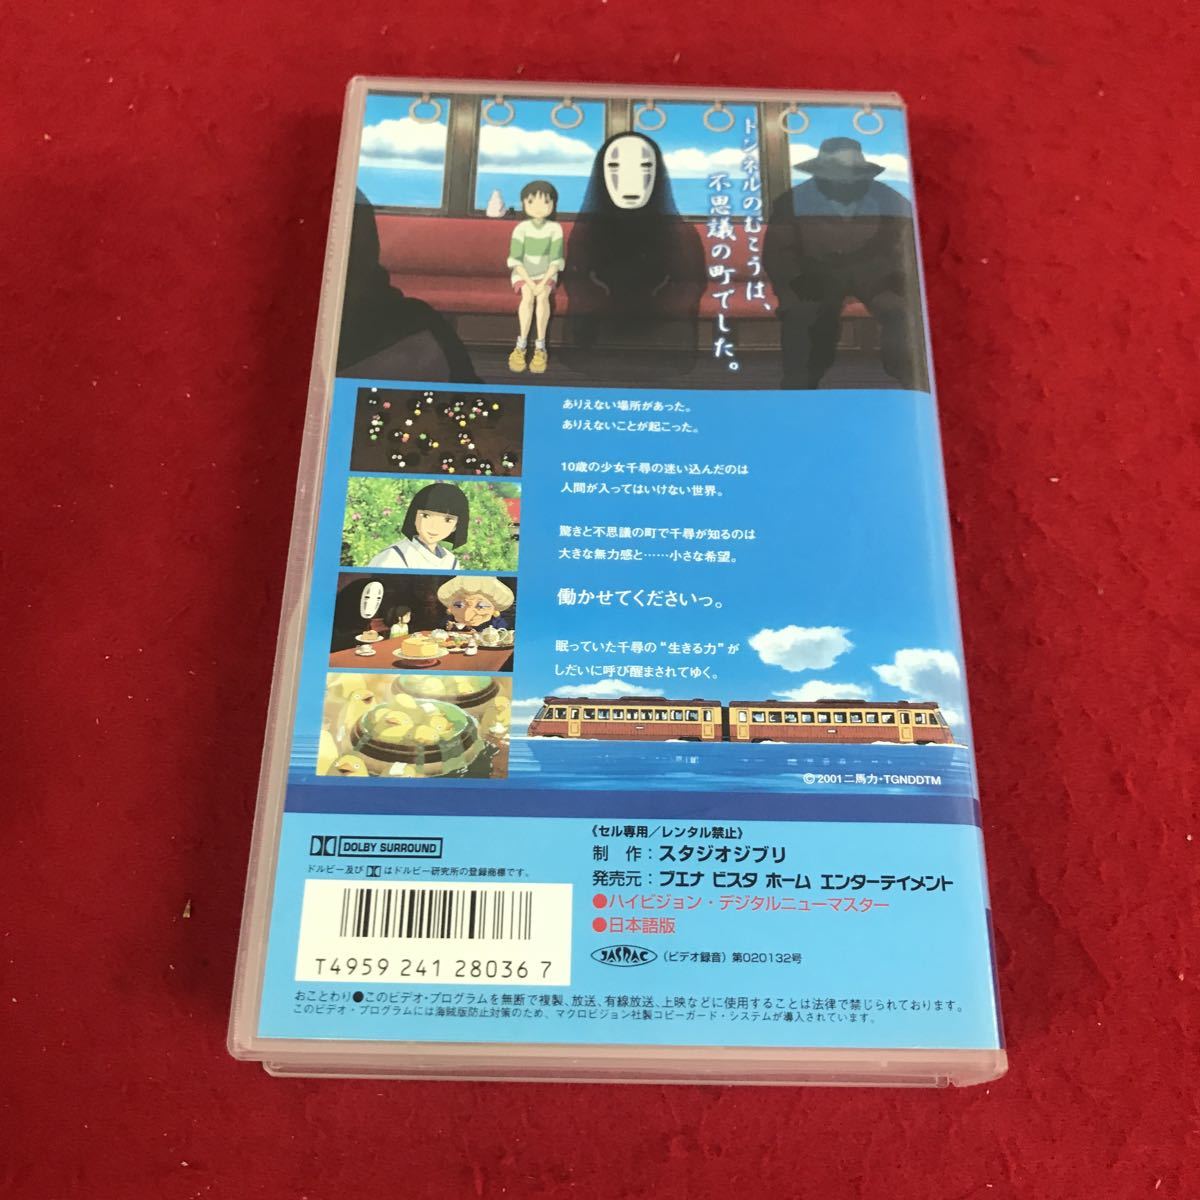 トンネルのむこうは、
不思議の町でした。
ありえない場所があった。
ありえないことが起こった。
10歳の少女千尋の迷い込んだのは
人間が入ってはいけない世界。
驚きと不思議の町で千尋が知るのは
大きな無力感と……小さな希望。
働かせてくださいっ。
眠っていた千尋の“生きる力”が
しだいに呼び醒まされてゆく。
©2001 二馬力・TGNDDTM
DOLBY SURROUND
ドルビー及びDはドルビー研究所の登録商標です。
T4959 241 28036 7
《セル専用／レンタル禁止》
制　作：スタジオジブリ
発売元：ブエナ ビスタ ホーム エンターテイメント
●ハイビジョン・デジタルニューマスター
●日本語版
JASRAC (ビデオ録音) 第020132号
おことわり●このビデオ・プログラムを無断で複製、放送、有線放送、上映などに使用することは法律で禁じられております。
このビデオ・プログラムには海賊版防止対策のため、マクロビジョン社製コピーガード・システムが導入されています。